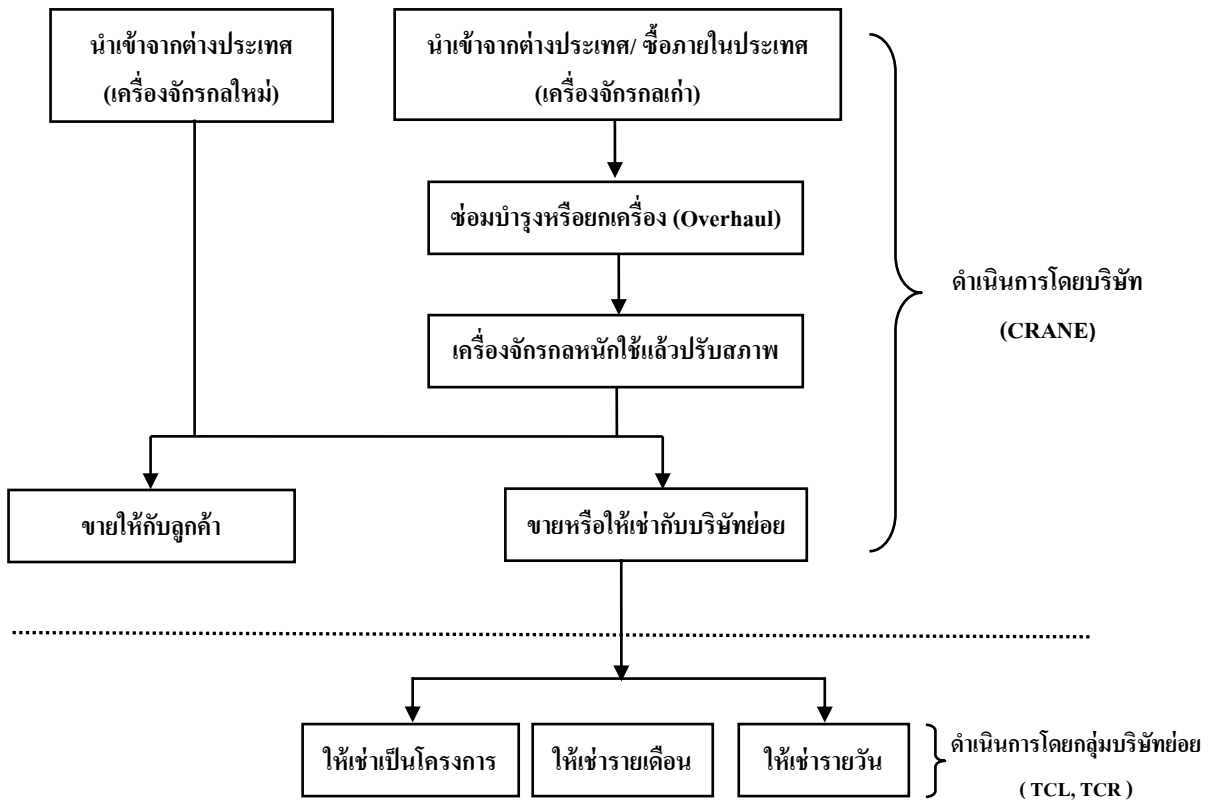 นำเข้าจากต่างประเทศ
(เครื่องจักรกลใหม่)
นำเข้าจากต่างประเทศ/ ซื้อภายในประเทศ
(เครื่องจักรกลเก่า)
ซ่อมบำรุงหรือยกเครื่อง (Overhaul)
เครื่องจักรกลหนักใช้แล้วปรับสภาพ
ดำเนินการโดยบริษัท
(CRANE)
ขายให้กับลูกค้า
ขายหรือให้เช่ากับบริษัทย่อย
ให้เช่าเป็นโครงการ
ให้เช่ารายเดือน
ให้เช่ารายวัน
ดำเนินการโดยกลุ่มบริษัทย่อย
( TCL, TCR )